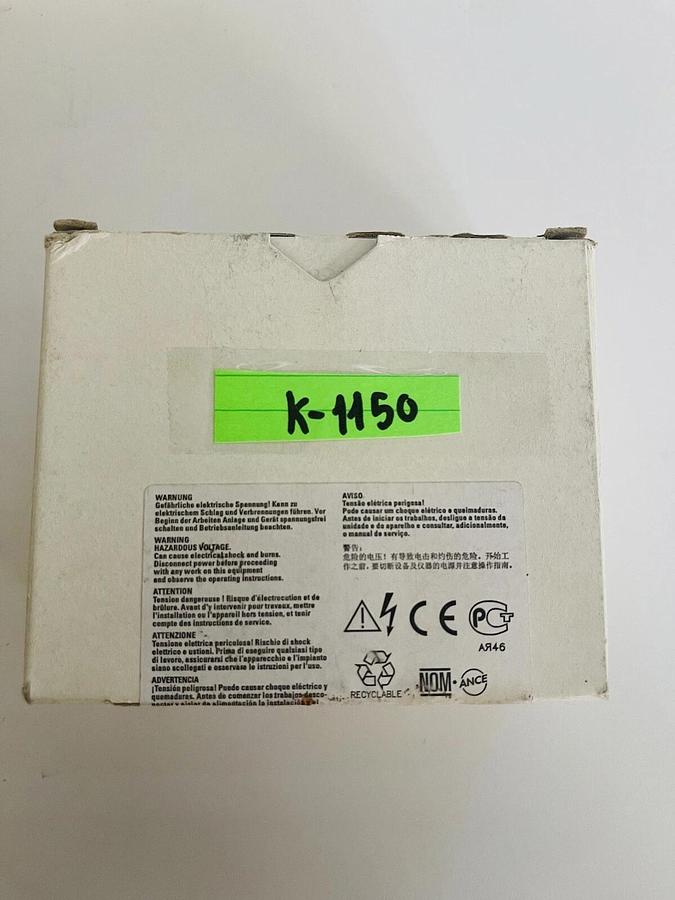 K-1150
WARNUNG
Gefährliche elektrische Spannung! Kann zu
elektrischem Schlag und Verbrennungen führen. Vor
Beginn der Arbeiten Anlage und Gerät spannungsfrei
schalten und Betriebsanleitung beachten.
WARNING
HAZARDOUS VOLTAGE.
Can cause electrical shock and burns.
Disconnect power before proceeding
with any work on this equipment
and observe the operating instructions.
ATTENTION
Tension dangereuse ! Risque d'électrocution et de
brûlure. Avant d'y intervenir pour travaux, mettre
l'installation ou l'appareil hors tension, et tenir
compte des instructions de service.
ATTENZIONE
Tensione elettrica pericolosa! Rischio di shock
elettrico e ustioni. Prima di eseguire qualsiasi tipo
di lavoro, assicurarsi che l'apparecchio e l'impianto
siano scollegati e osservare le istruzioni per l'uso.
ADVERTENCIA
¡Tensión peligrosa! Puede causar choque eléctrico y
quemaduras. Antes de comenzar los trabajos desco-
AVISO
Tensão elétrica perigosa!
Pode causar um choque elétrico e queimaduras.
Antes de iniciar os trabalhos, desligue a tensão da
unidade e do aparelho e consultar, adicionalmente,
o manual de serviço.
警告:
危险的电压! 有导致电击和灼伤的危险。开始工
作之前,要切断设备及仪器的电源并注意操作指南。
CE
РСТ
АЯ46
RECYCLABLE
NOM · ANCE